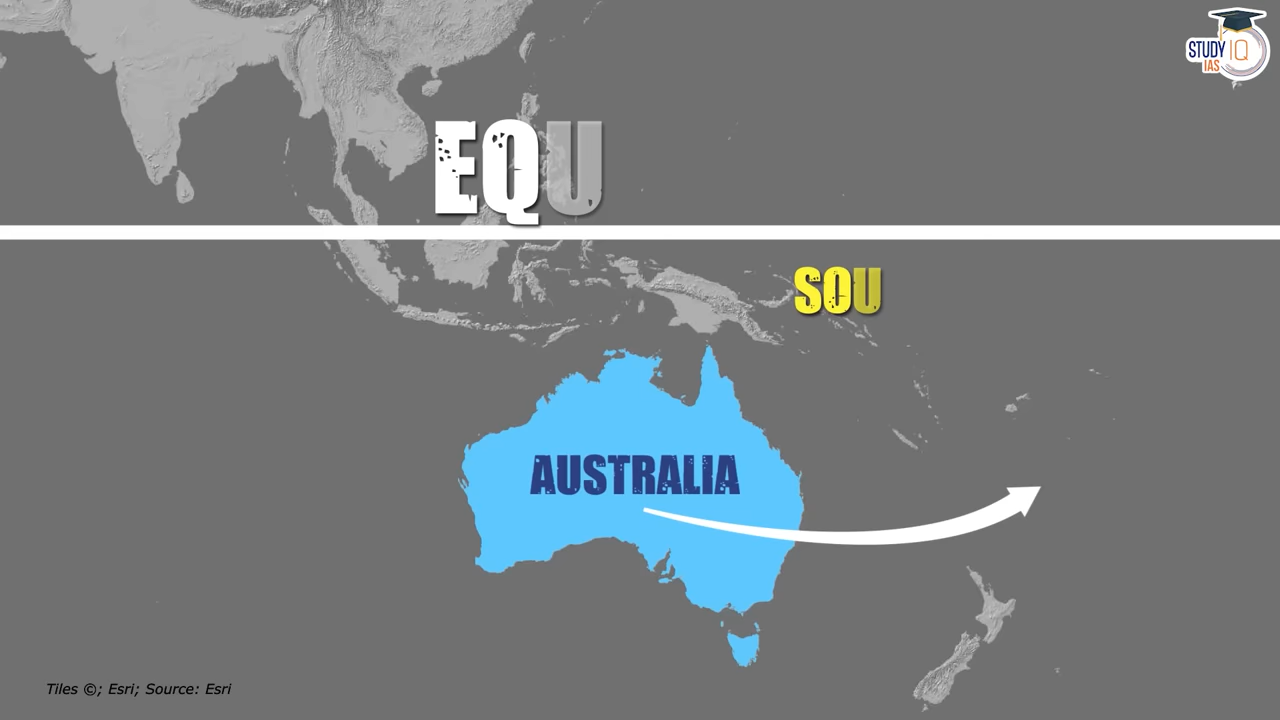 STUDY IQ
IAS
EQU
SOU
AUSTRALIA
Tiles ©; Esri; Source: Esri